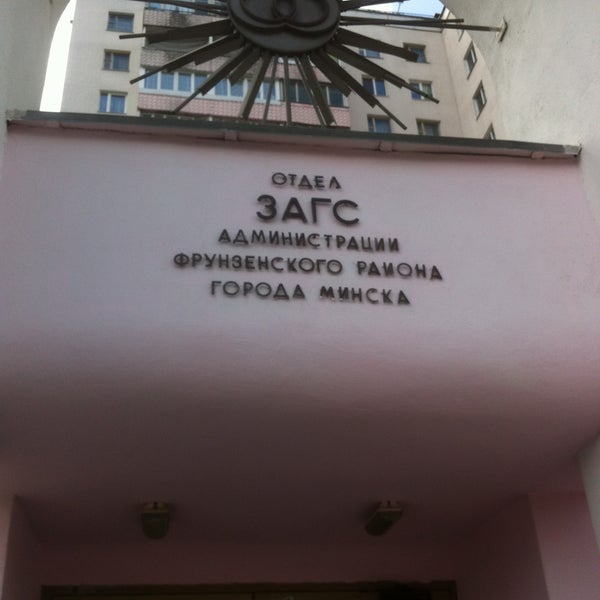 ОТДЕЛ
ЗАГС
АДМИНИСТРАЦИИ
ФРУНЗЕНСКОГО РАЙОНА
ГОРОДА МИНСКА